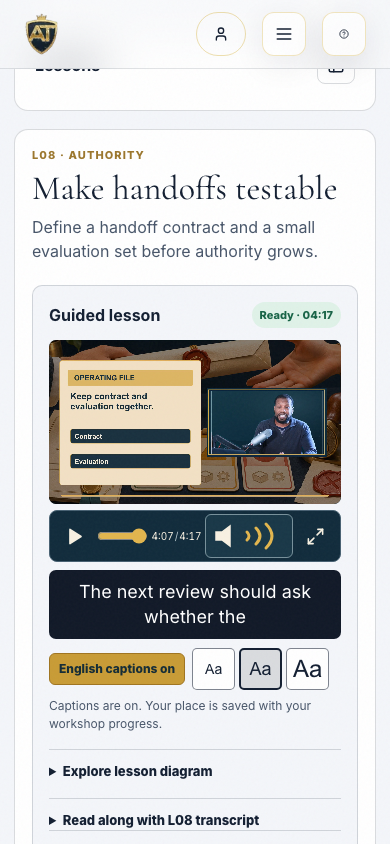 AT
Lessons
L08 · AUTHORITY
Make handoffs testable
Define a handoff contract and a small
evaluation set before authority grows.
Guided lesson
Ready · 04:17
OPERATING FILE
Keep contract and
evaluation together.
Contract
Evaluation
4:07/4:17
The next review should ask
whether the
English captions on
Aa
Aa
Aa
Captions are on. Your place is saved with your
workshop progress.
Explore lesson diagram
Read along with L08 transcript